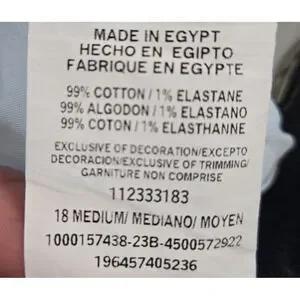 MADE IN EGYPT
HECHO EN EGIPTO
FABRIQUE EN EGYPTE
99% COTTON/1% ELASTANE
99% ALGODON/1% ELASTANO
99% COTON/1% ELASTHANNE
EXCLUSIVE OF DECORATION/EXCEPTO
DECORACION/EXCLUSIVE OF TRIMMING/
GARNITURE NON COMPRISE
112333183
18 MEDIUM/ MEDIANO/ MOYEN
1000157438-23B-4500572922
196457405236